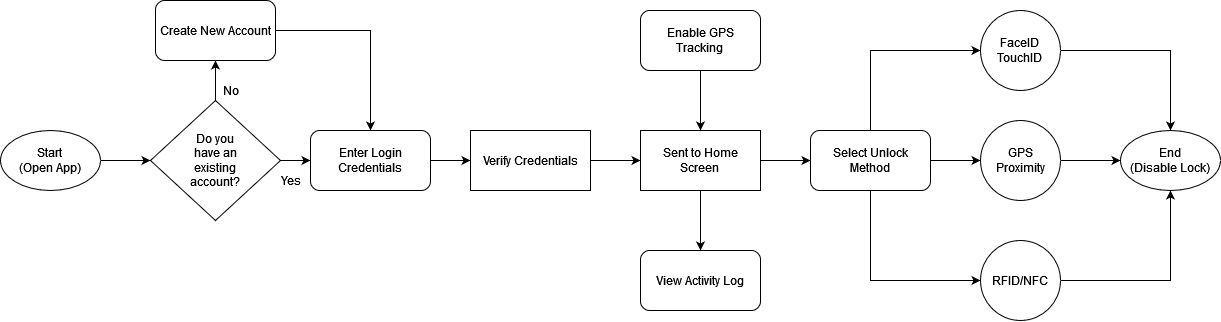 Create New Account
No
Start
(Open App)
Do you
have an
existing
account?
Yes
Enter Login
Credentials
Verify Credentials
Enable GPS
Tracking
Sent to Home
Screen
View Activity Log
Select Unlock
Method
FaceID
TouchID
GPS
Proximity
RFID/NFC
End
(Disable Lock)